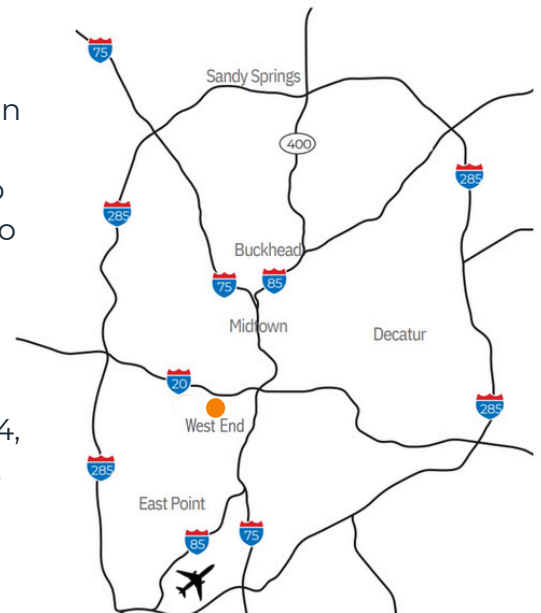 75
Sandy Springs
n
400
285
o
285
o
Buckhead
75
85
Midtown
Decatur
20
285
West End
4,
285
East Point
85
75